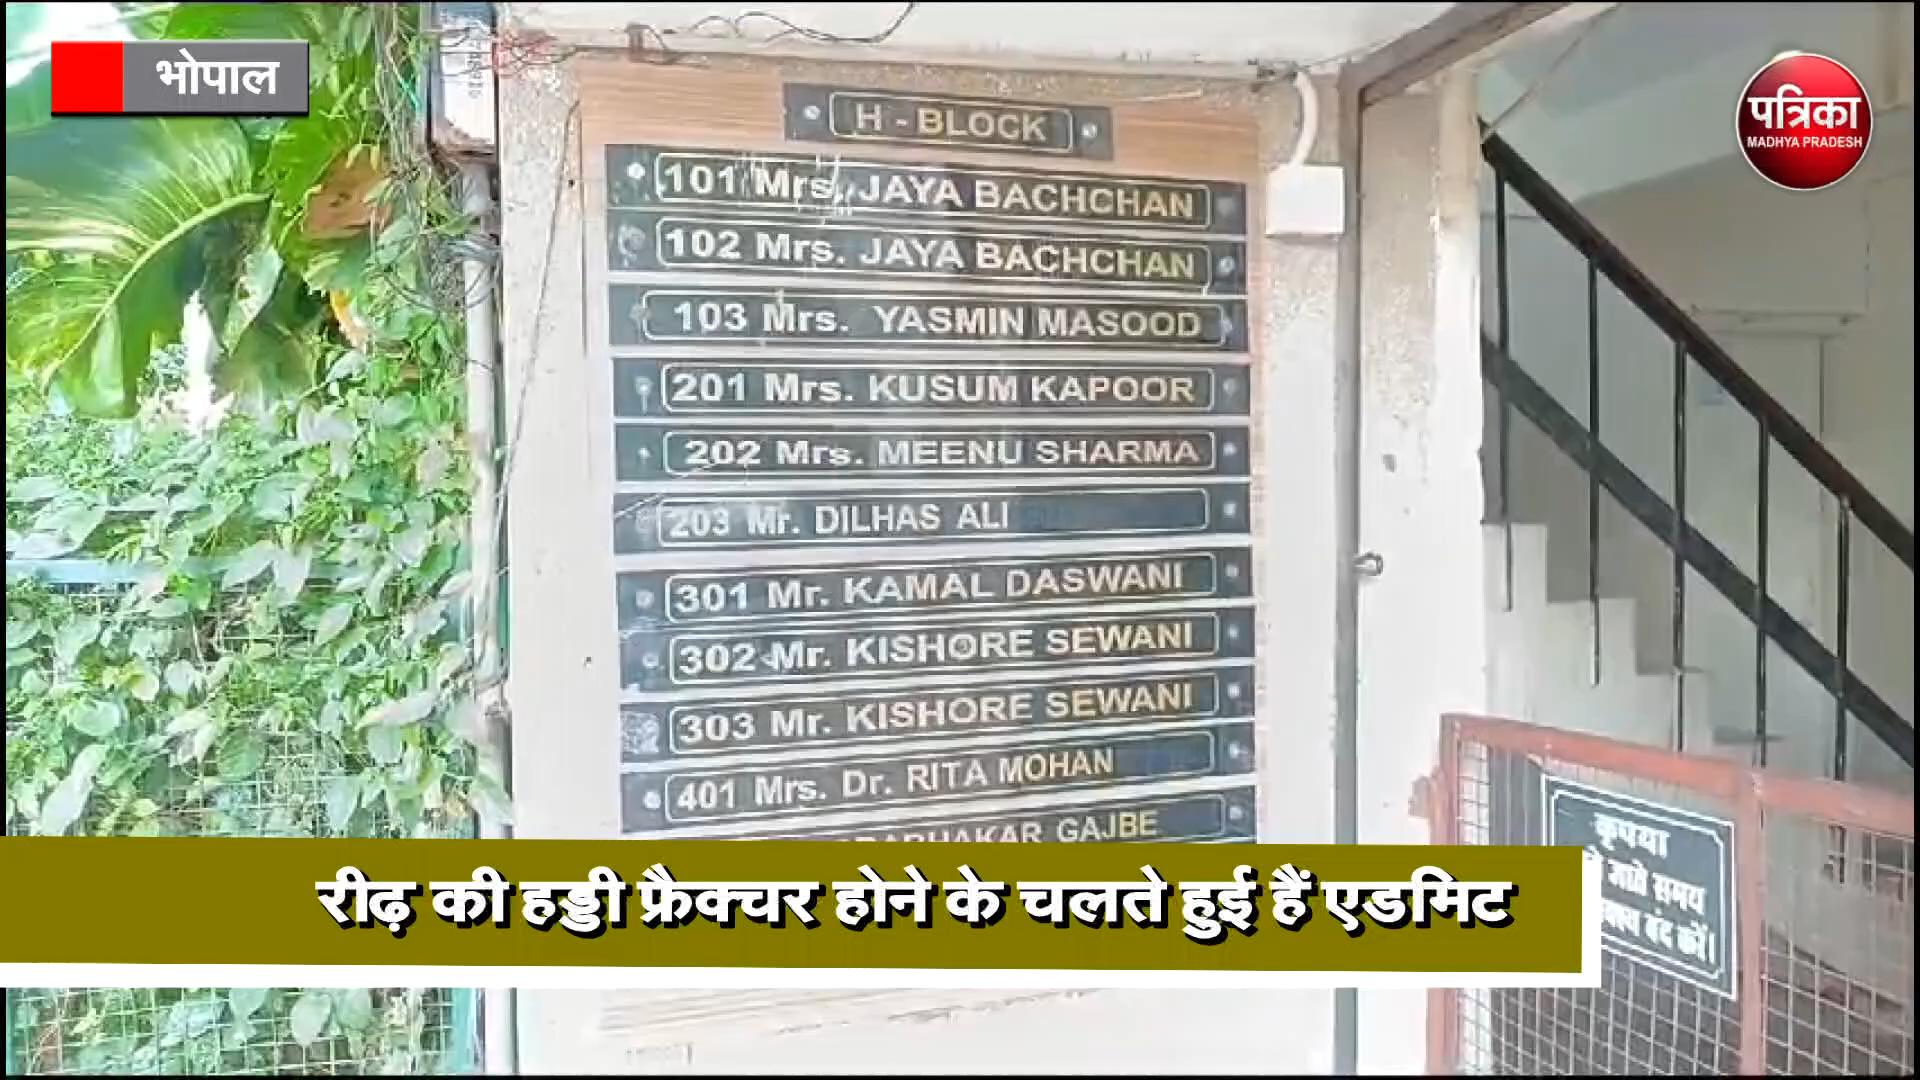 भोपाल
पत्रिका
MADHYA PRADESH
H - BLOCK
101 Mrs. JAYA BACHCHAN
102 Mrs. JAYA BACHCHAN
103 Mrs. YASMIN MASOOD
201 Mrs. KUSUM KAPOOR
202 Mrs. MEENU SHARMA
203 Mr. DILHAS ALI
301 Mr. KAMAL DASWANI
302 Mr. KISHORE SEWANI
303 Mr. KISHORE SEWANI
401 Mrs. Dr. RITA MOHAN
GAJBE
रीढ़ की हड्डी फ्रैक्चर होने के चलते हुई हैं एडमिट
कृपया
समय
बंद करें।